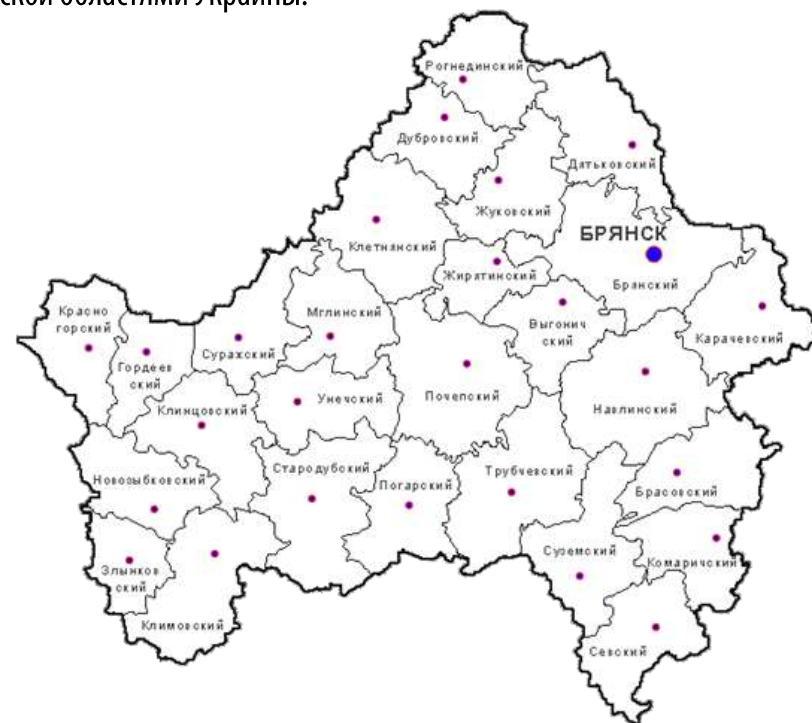 ской областями Украины.
Рогнединский
Дубровский
Дятьковский
Жуковский
БРЯНСК
Клетнянский
Жирятинский
Брянский
Красно
горский
Мглинский
Выгонич
ский
Карачевский
Суражский
Гордеев
ский
Унечский
Почепский
Клинцовский
Навлинский
Стародубский
Трубчевский
Новозыбковский
Погарский
Брасовский
Суземский
Комаричский
Злынков
ский
Климовский
Севский